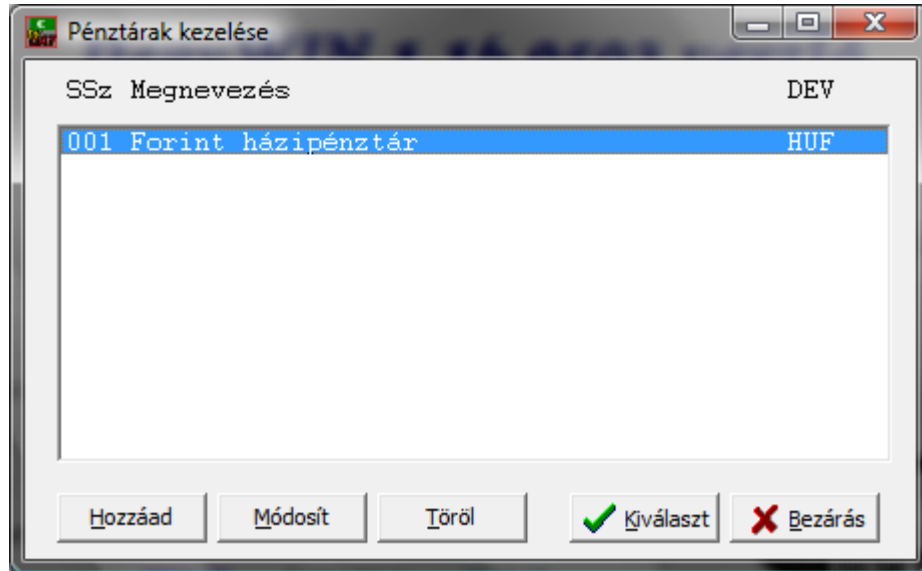 Pénztárak kezelése
SSz Megnevezés DEV
001 Forint házipénztár HUF
Hozzáad Módosít Töröl Kiválaszt Bezárás